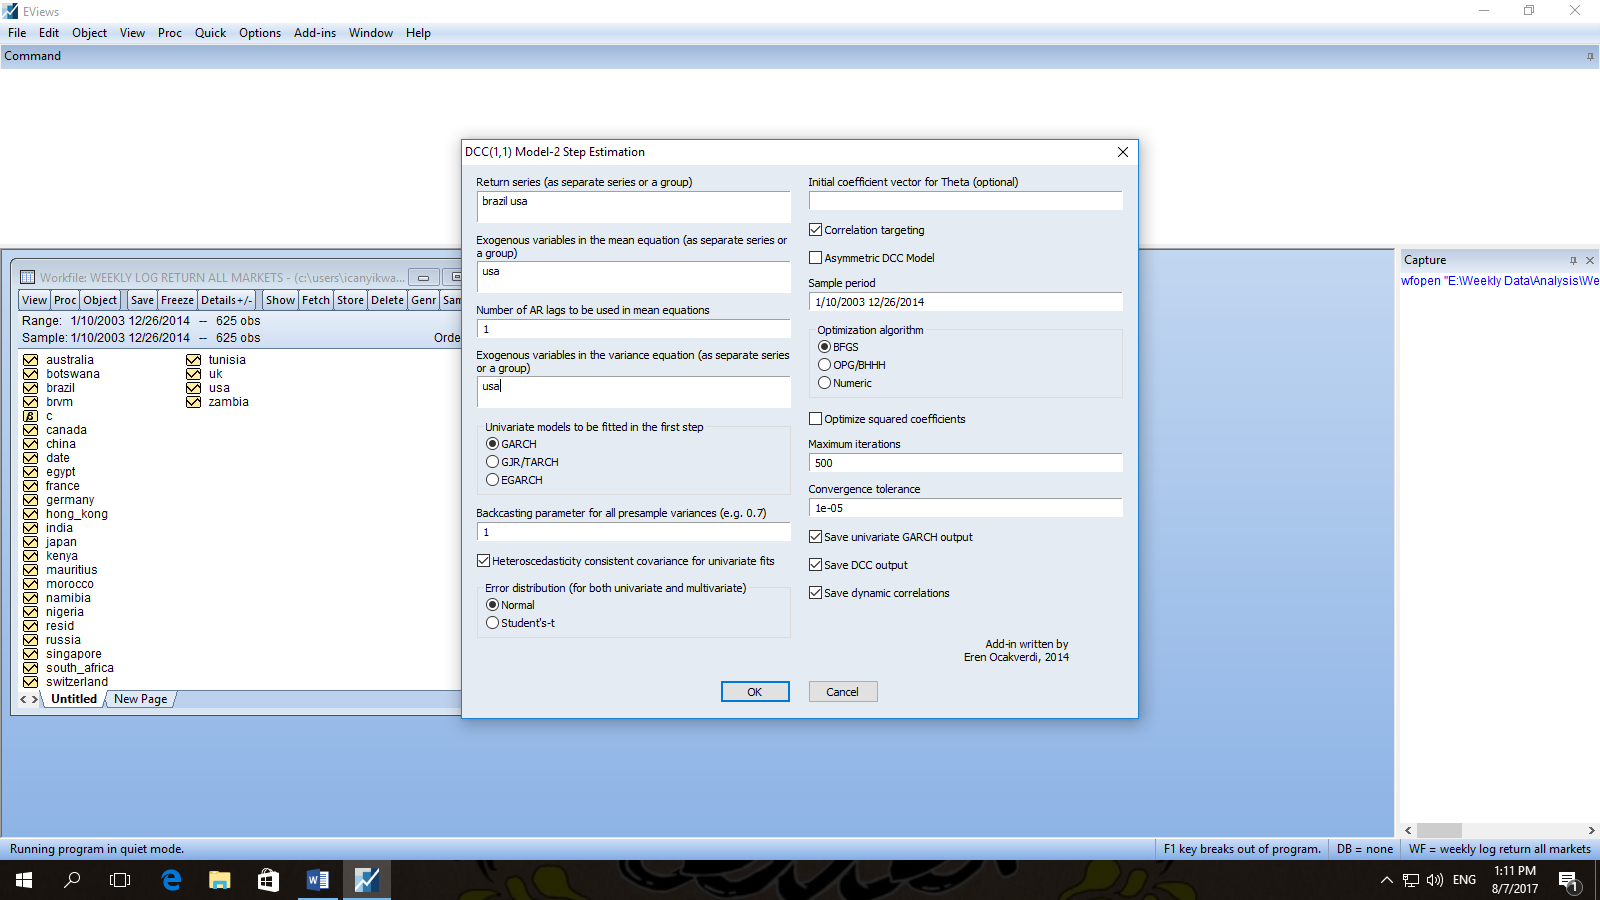 EViews
File Edit Object View Proc Quick Options Add-ins Window Help
Command
Workfile: WEEKLY LOG RETURN ALL MARKETS - (c:\users\icanyikwa...
View Proc Object Save Freeze Details+/- Show Fetch Store Delete Genr Sam
Range: 1/10/2003 12/26/2014 -- 625 obs
Sample: 1/10/2003 12/26/2014 -- 625 obs Orde
australia
botswana
brazil
brvm
c
canada
china
date
egypt
france
germany
hong_kong
india
japan
kenya
mauritius
morocco
namibia
nigeria
resid
russia
singapore
south_africa
switzerland
tunisia
uk
usa
zambia
Untitled New Page
DCC(1,1) Model-2 Step Estimation
Return series (as separate series or a group)
brazil usa
Exogenous variables in the mean equation (as separate series or
a group)
usa
Number of AR lags to be used in mean equations
1
Exogenous variables in the variance equation (as separate series
or a group)
usa
Univariate models to be fitted in the first step
GARCH
GJR/TARCH
EGARCH
Backcasting parameter for all presample variances (e.g. 0.7)
1
Heteroscedasticity consistent covariance for univariate fits
Error distribution (for both univariate and multivariate)
Normal
Student's-t
Initial coefficient vector for Theta (optional)
Correlation targeting
Asymmetric DCC Model
Sample period
1/10/2003 12/26/2014
Optimization algorithm
BFGS
OPG/BHHH
Numeric
Optimize squared coefficients
Maximum iterations
500
Convergence tolerance
1e-05
Save univariate GARCH output
Save DCC output
Save dynamic correlations
Add-in written by
Eren Ocakverdi, 2014
OK Cancel
Capture
wfopen "E:\Weekly Data\Analysis\We
Running program in quiet mode. F1 key breaks out of program. DB = none WF = weekly log return all markets
ENG
1:11 PM
8/7/2017
1